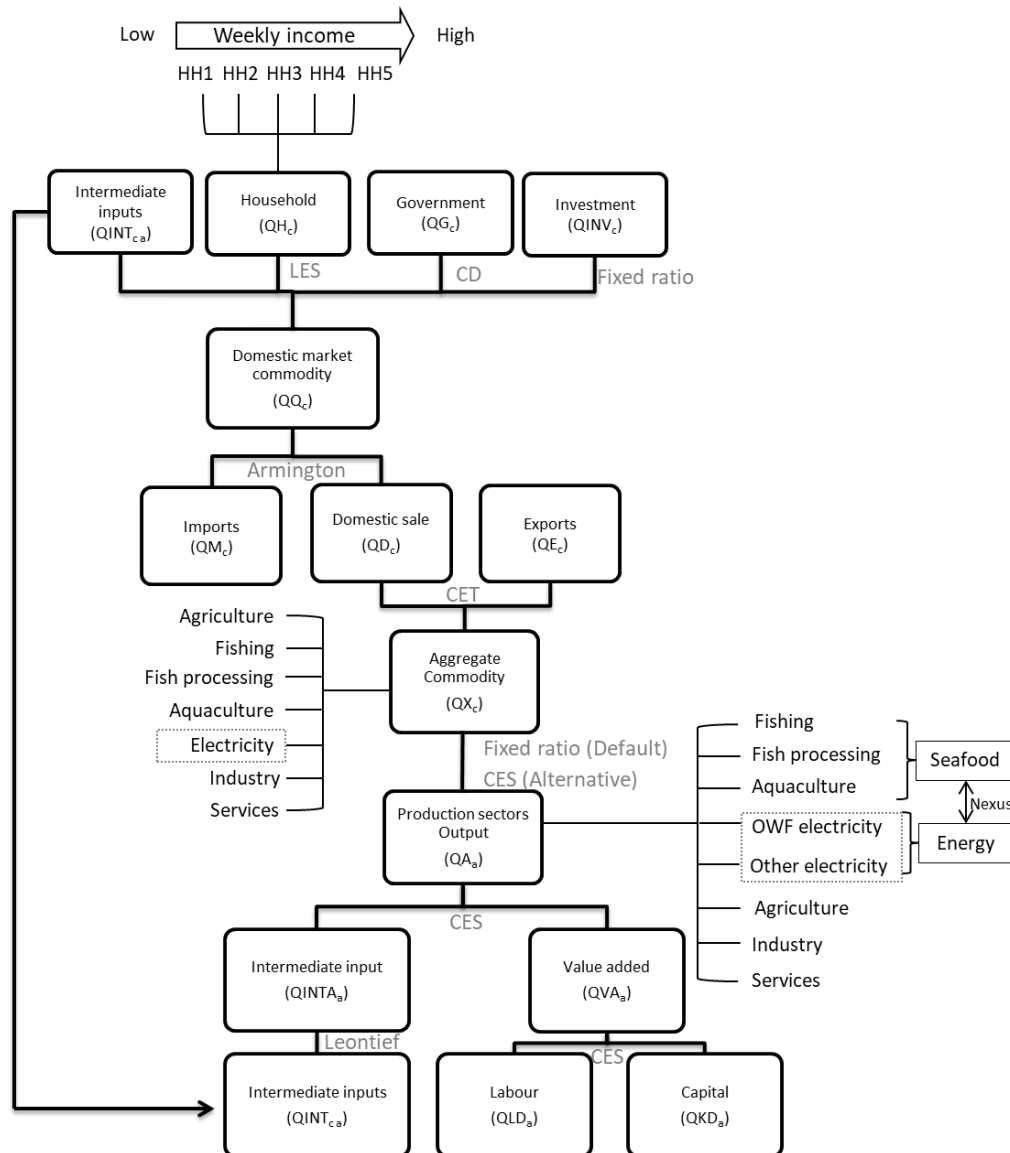 Low Weekly income High
HH1 HH2 HH3 HH4 HH5
Intermediate
inputs
(QINTc a)
Household
(QHc)
Government
(QGc)
Investment
(QINVc)
LES
CD
Fixed ratio
Domestic market
commodity
(QQc)
Armington
Imports
(QMc)
Domestic sale
(QDc)
Exports
(QEc)
CET
Agriculture
Fishing
Fish processing
Aquaculture
Electricity
Industry
Services
Aggregate
Commodity
(QXc)
Fixed ratio (Default)
CES (Alternative)
Production sectors
Output
(QAa)
Fishing
Fish processing
Aquaculture
OWF electricity
Other electricity
Agriculture
Industry
Services
Seafood
Nexus
Energy
CES
Intermediate input
(QINTAa)
Value added
(QVAa)
Leontief
CES
Intermediate inputs
(QINTc a)
Labour
(QLDa)
Capital
(QKDa)